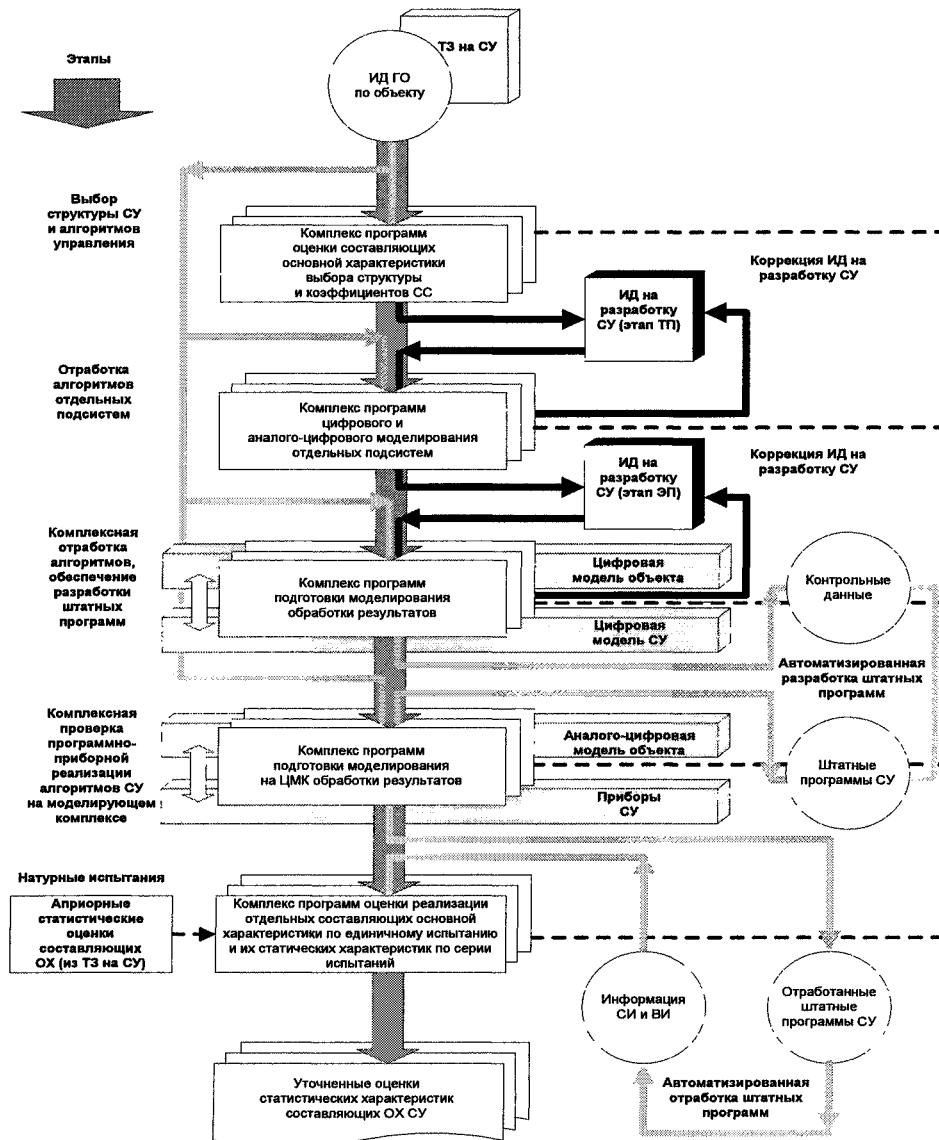 ТЗ на СУ
Этапы
ИД ГО
по объекту
Выбор
структуры СУ
и алгоритмов
управления
Комплекс программ
оценки составляющих
основной характеристики
выбора структуры
и коэффициентов СС
Коррекция ИД на
разработку СУ
ИД на
разработку
СУ (этап ТП)
Отработка
алгоритмов
отдельных
подсистем
Комплекс программ
цифрового и
аналого-цифрового моделирования
отдельных подсистем
Коррекция ИД на
разработку СУ
ИД на
разработку
СУ (этап ЭП)
Комплексная
отработка
алгоритмов,
обеспечение
разработки
штатных
программ
Цифровая
модель объекта
Комплекс программ
подготовки моделирования
обработки результатов
Цифровая
модель СУ
Контрольные
данные
Автоматизированная
разработка штатных
программ
Комплексная
проверка
программно-
приборной
реализации
алгоритмов СУ
на моделирующем
комплексе
Аналого-цифровая
модель объекта
Комплекс программ
подготовки моделирования
на ЦМК обработки результатов
Приборы
СУ
Штатные
программы СУ
Натурные испытания
Априорные
статистические
оценки
составляющих
ОХ (из ТЗ на СУ)
Комплекс программ оценки реализации
отдельных составляющих основной
характеристики по единичному испытанию
и их статических характеристик по серии
испытаний
Информация
СИ и ВИ
Отработанные
штатные
программы СУ
Автоматизированная
отработка штатных
программ
Уточненные оценки
статистических характеристик
составляющих ОХ СУ